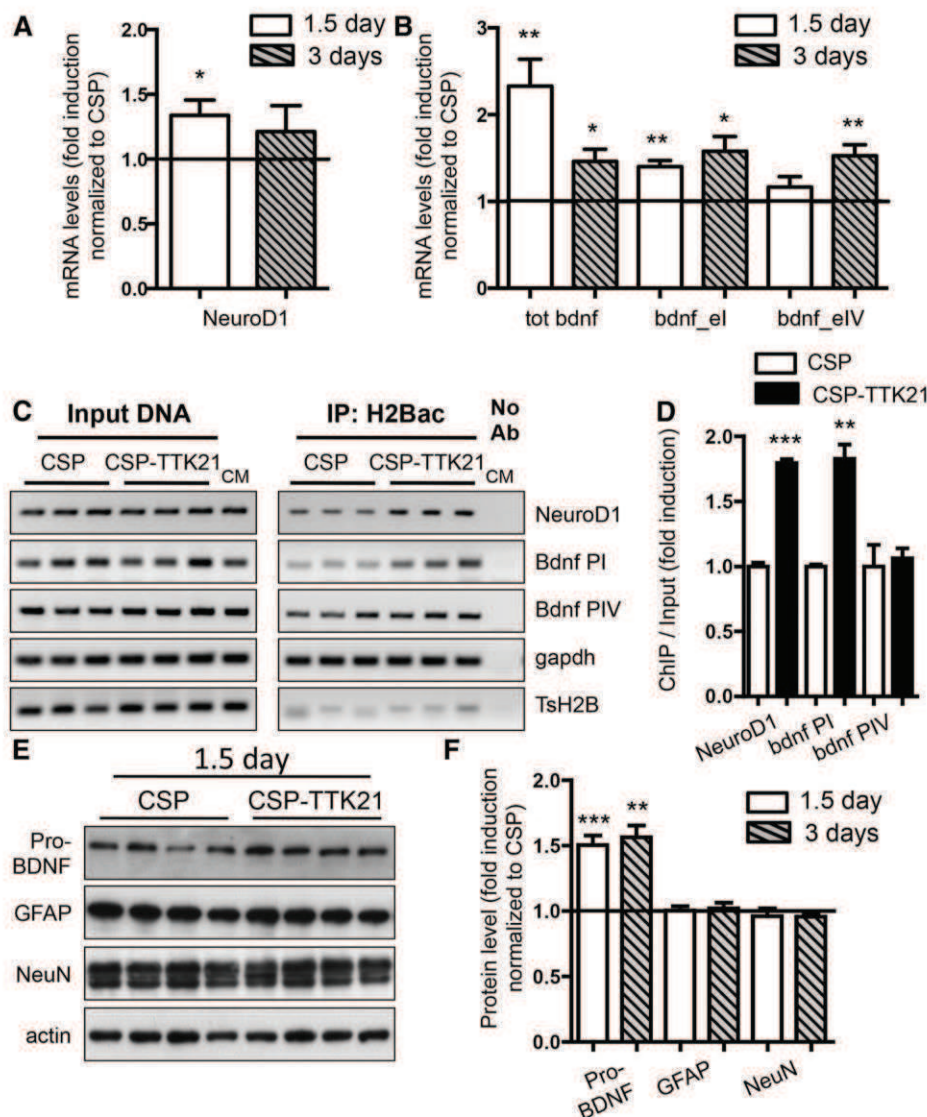 A
2.0
1.5
1.0
0.5
0.0
mRNA levels (fold induction
normalized to CSP)
1.5 day
3 days
*
NeuroD1
B
3
2
1
0
mRNA levels (fold induction
normalized to CSP)
1.5 day
3 days
**
*
**
*
**
tot bdnf
bdnf_eI
bdnf_eIV
C
Input DNA
IP: H2Bac
No
Ab
CSP
CSP-TTK21
CM
CSP
CSP-TTK21
CM
NeuroD1
Bdnf PI
Bdnf PIV
gapdh
TsH2B
D
CSP
CSP-TTK21
2.0
1.5
1.0
0.5
0.0
ChIP / Input (fold induction)
***
**
NeuroD1
bdnf PI
bdnf PIV
E
1.5 day
CSP
CSP-TTK21
Pro-
BDNF
GFAP
NeuN
actin
F
2.0
1.5
1.0
0.5
0.0
Protein level (fold induction
normalized to CSP)
1.5 day
3 days
***
**
Pro-
BDNF
GFAP
NeuN